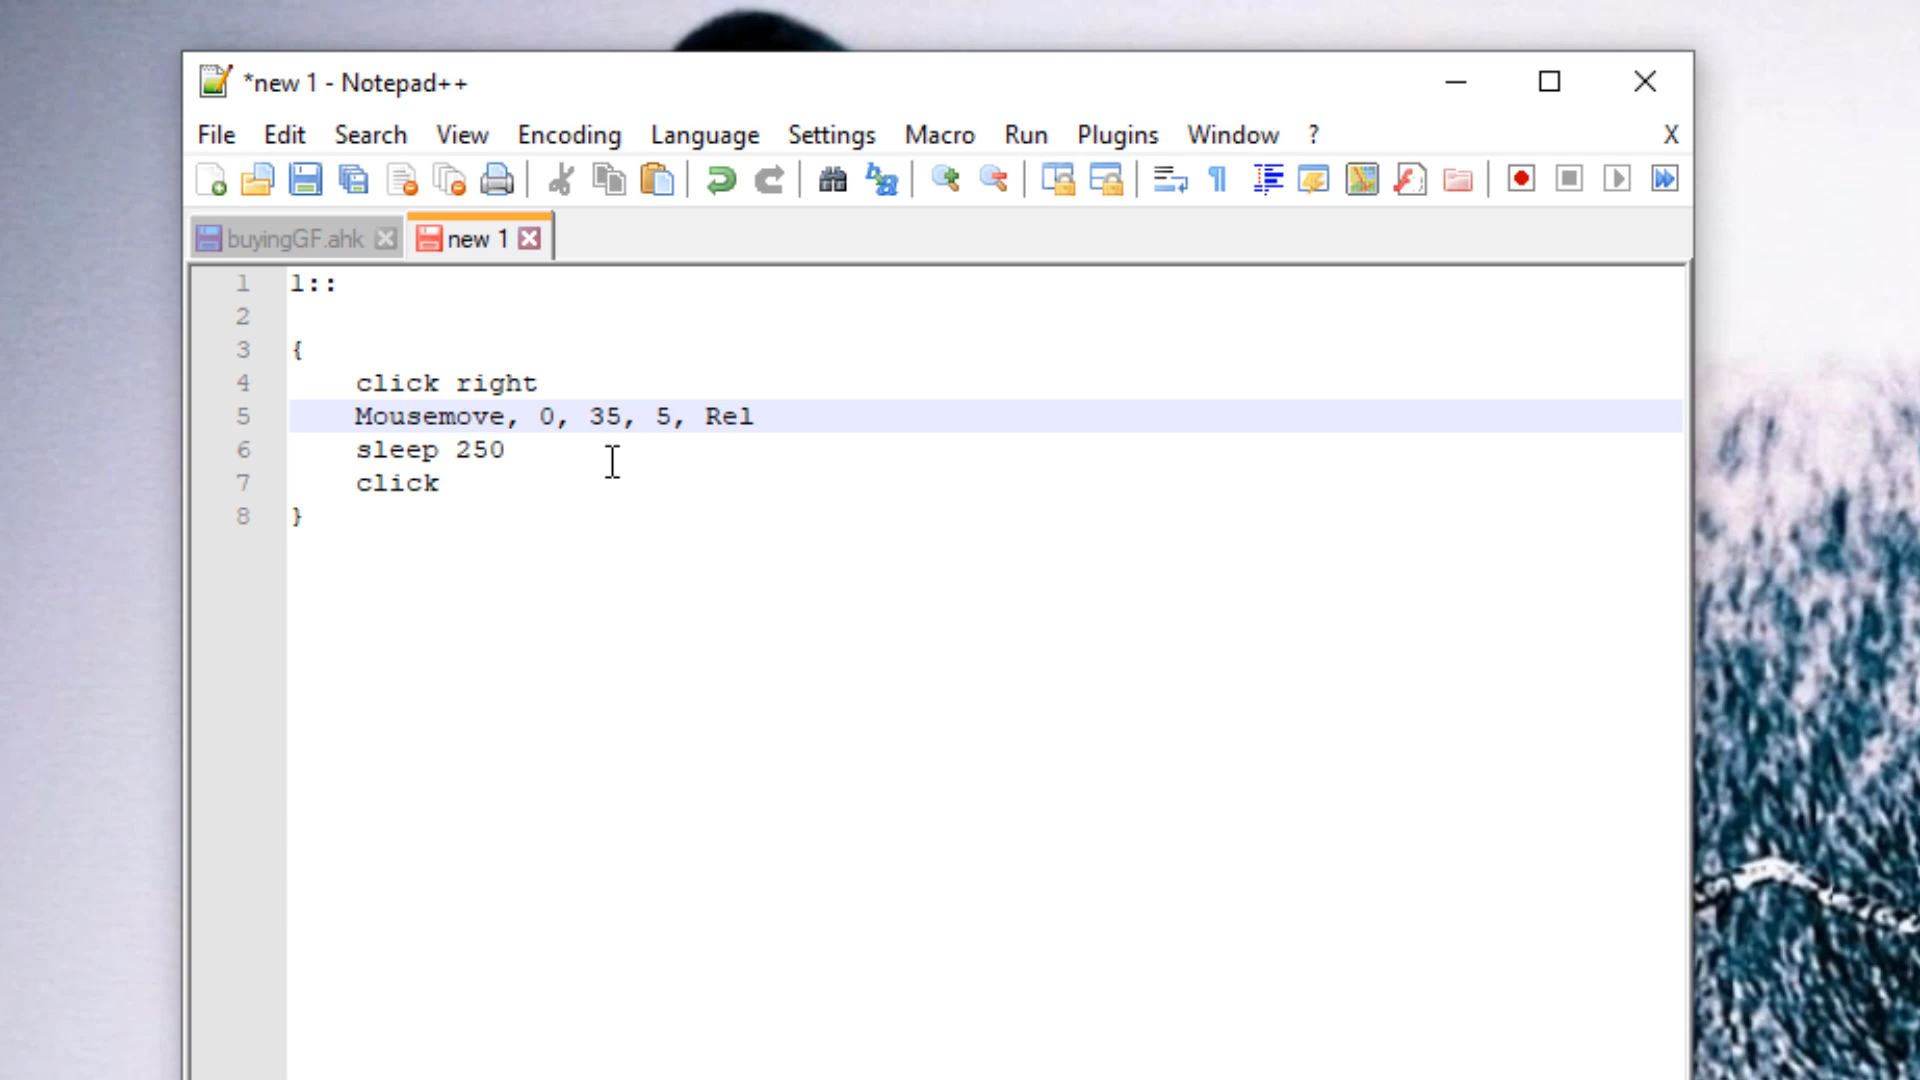 *new 1 - Notepad++
File Edit Search View Encoding Language Settings Macro Run Plugins Window ? X
buyingGF.ahk new 1
1 l::
2
3 {
4 click right
5 Mousemove, 0, 35, 5, Rel
6 sleep 250
7 click
8 }